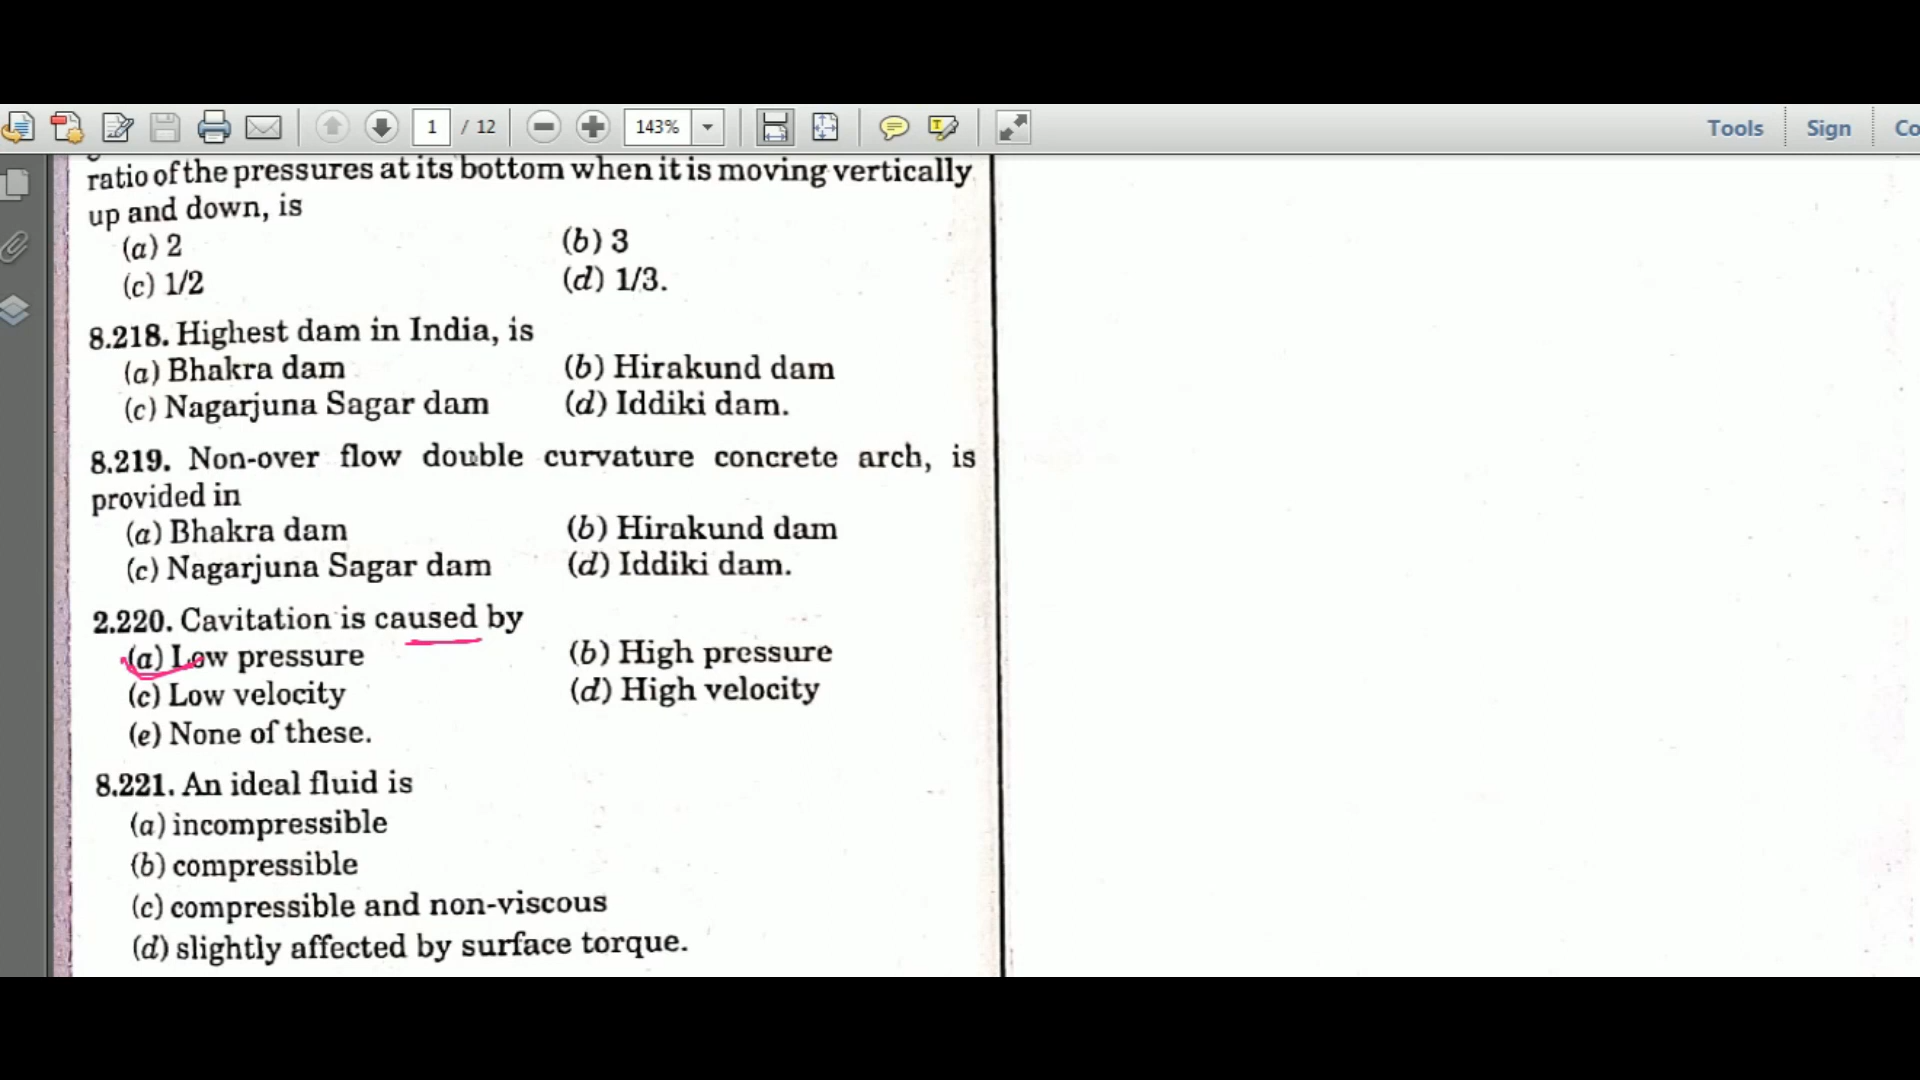 1 / 12 143% Tools Sign Co
ratio of the pressures at its bottom when it is moving vertically
up and down, is
(a) 2 (b) 3
(c) 1/2 (d) 1/3.
8.218. Highest dam in India, is
(a) Bhakra dam (b) Hirakund dam
(c) Nagarjuna Sagar dam (d) Iddiki dam.
8.219. Non-over flow double curvature concrete arch, is
provided in
(a) Bhakra dam (b) Hirakund dam
(c) Nagarjuna Sagar dam (d) Iddiki dam.
2.220. Cavitation is caused by
(a) Low pressure (b) High pressure
(c) Low velocity (d) High velocity
(e) None of these.
8.221. An ideal fluid is
(a) incompressible
(b) compressible
(c) compressible and non-viscous
(d) slightly affected by surface torque.